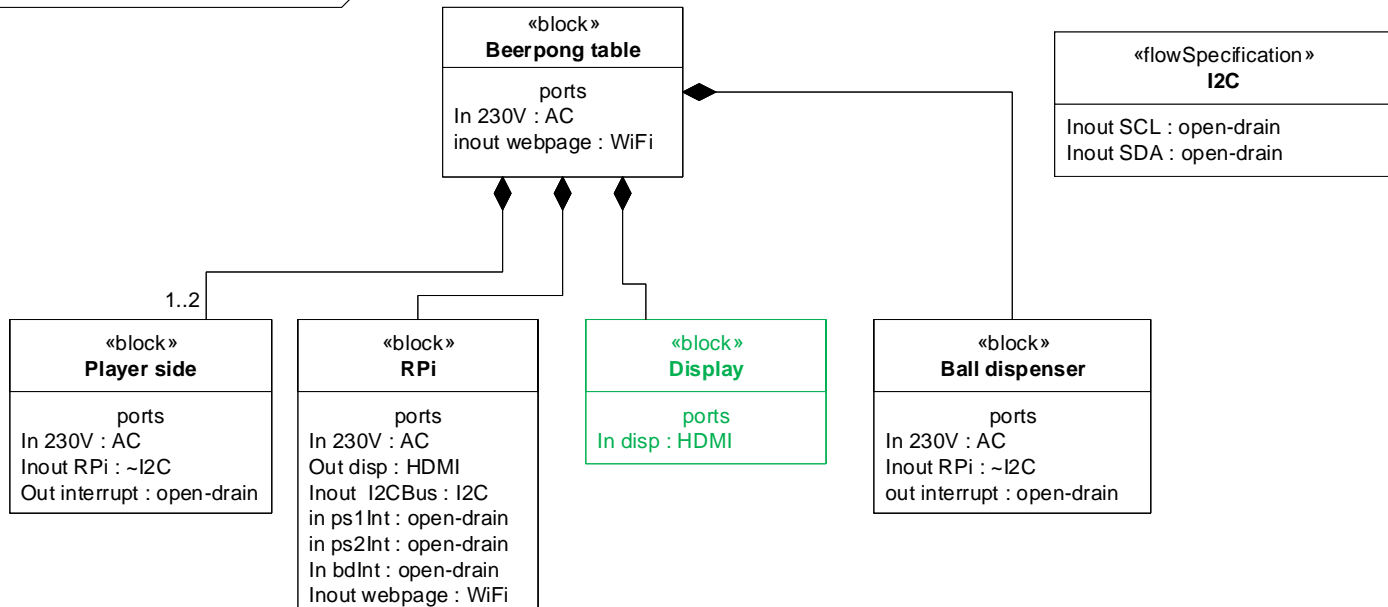 «block»
Beerpong table
ports
In 230V : AC
inout webpage : WiFi
«flowSpecification»
I2C
Inout SCL : open-drain
Inout SDA : open-drain
1..2
«block»
Player side
ports
In 230V : AC
Inout RPi : ~I2C
Out interrupt : open-drain
«block»
RPi
ports
In 230V : AC
Out disp : HDMI
Inout I2CBus : I2C
in ps1Int : open-drain
in ps2Int : open-drain
In bdInt : open-drain
Inout webpage : WiFi
«block»
Display
ports
In disp : HDMI
«block»
Ball dispenser
ports
In 230V : AC
Inout RPi : ~I2C
out interrupt : open-drain